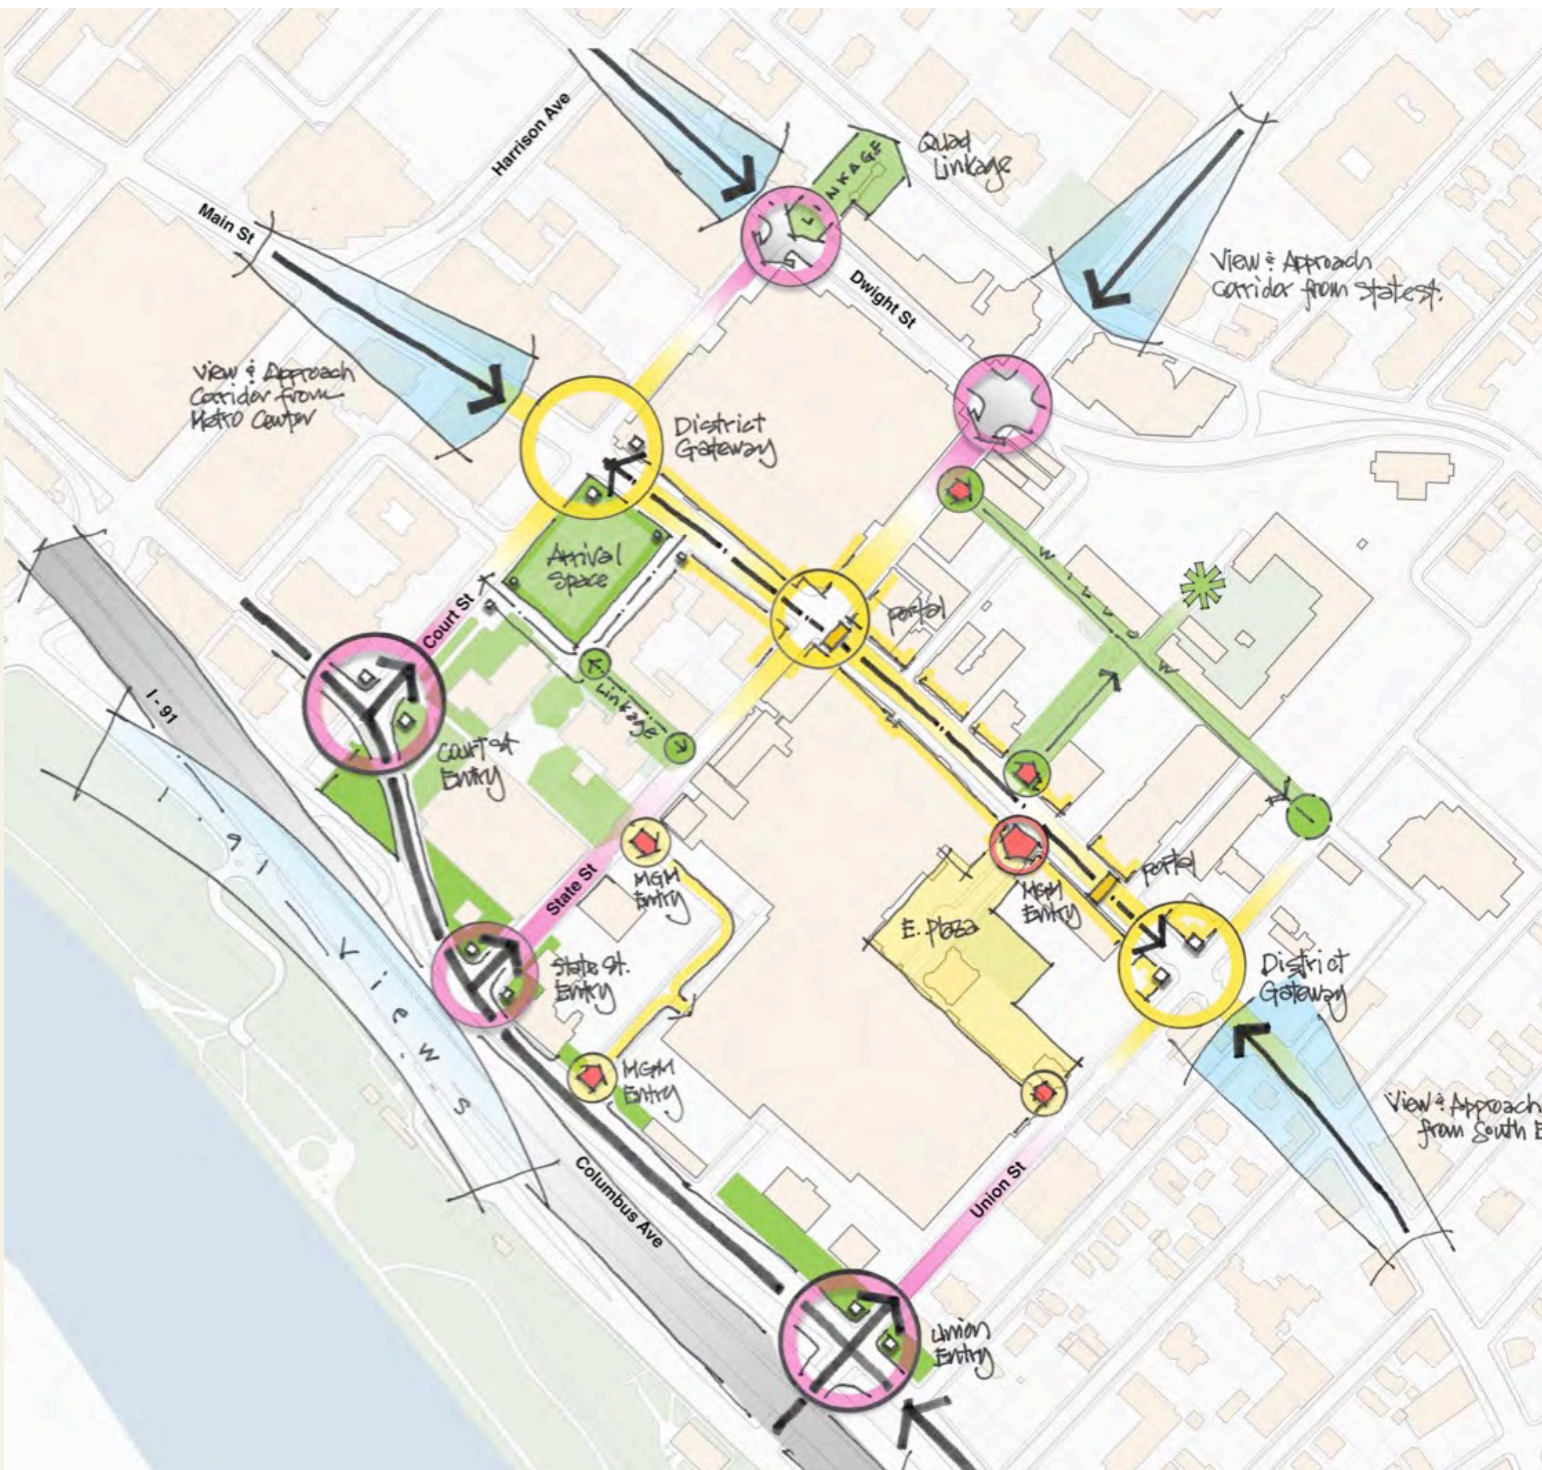 Harrison Ave
LINKAGE
Quad
Linkage
Main St
Dwight St
View & Approach
Corridor from State St.
View & Approach
Corridor from
Metro Center
District
Gateway
Arrival
Space
Court St
Portal
Willow
Linkage
I - 91
Court St
Entry
I-91 Views
State St
MGM
Entry
MGM
Entry
Portal
E. Plaza
State St.
Entry
District
Gateway
MGM
Entry
View & Approach
from South E
Columbus Ave
Union St
Union
Entry